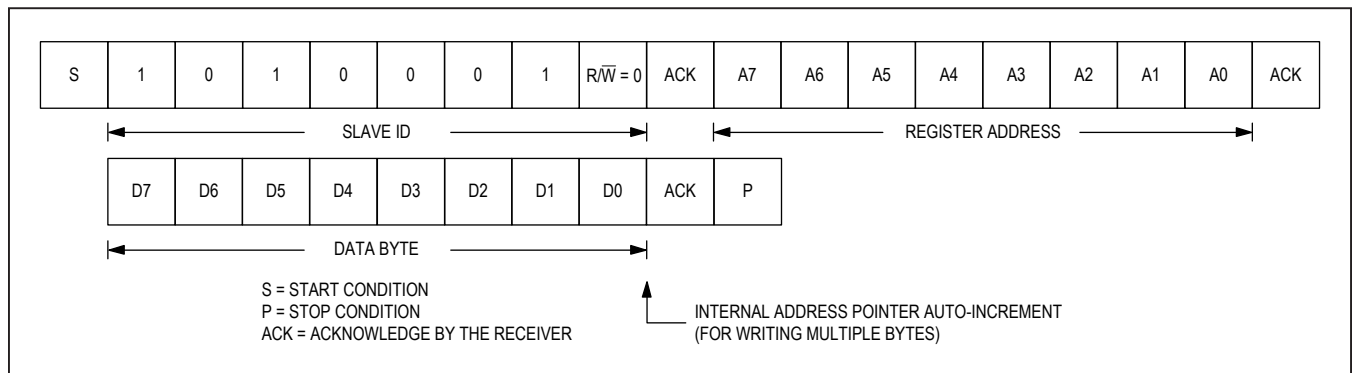 S 1 0 1 0 0 0 1 R/W̅ = 0 ACK A7 A6 A5 A4 A3 A2 A1 A0 ACK
SLAVE ID REGISTER ADDRESS
D7 D6 D5 D4 D3 D2 D1 D0 ACK P
DATA BYTE
S = START CONDITION
P = STOP CONDITION
ACK = ACKNOWLEDGE BY THE RECEIVER
INTERNAL ADDRESS POINTER AUTO-INCREMENT
(FOR WRITING MULTIPLE BYTES)